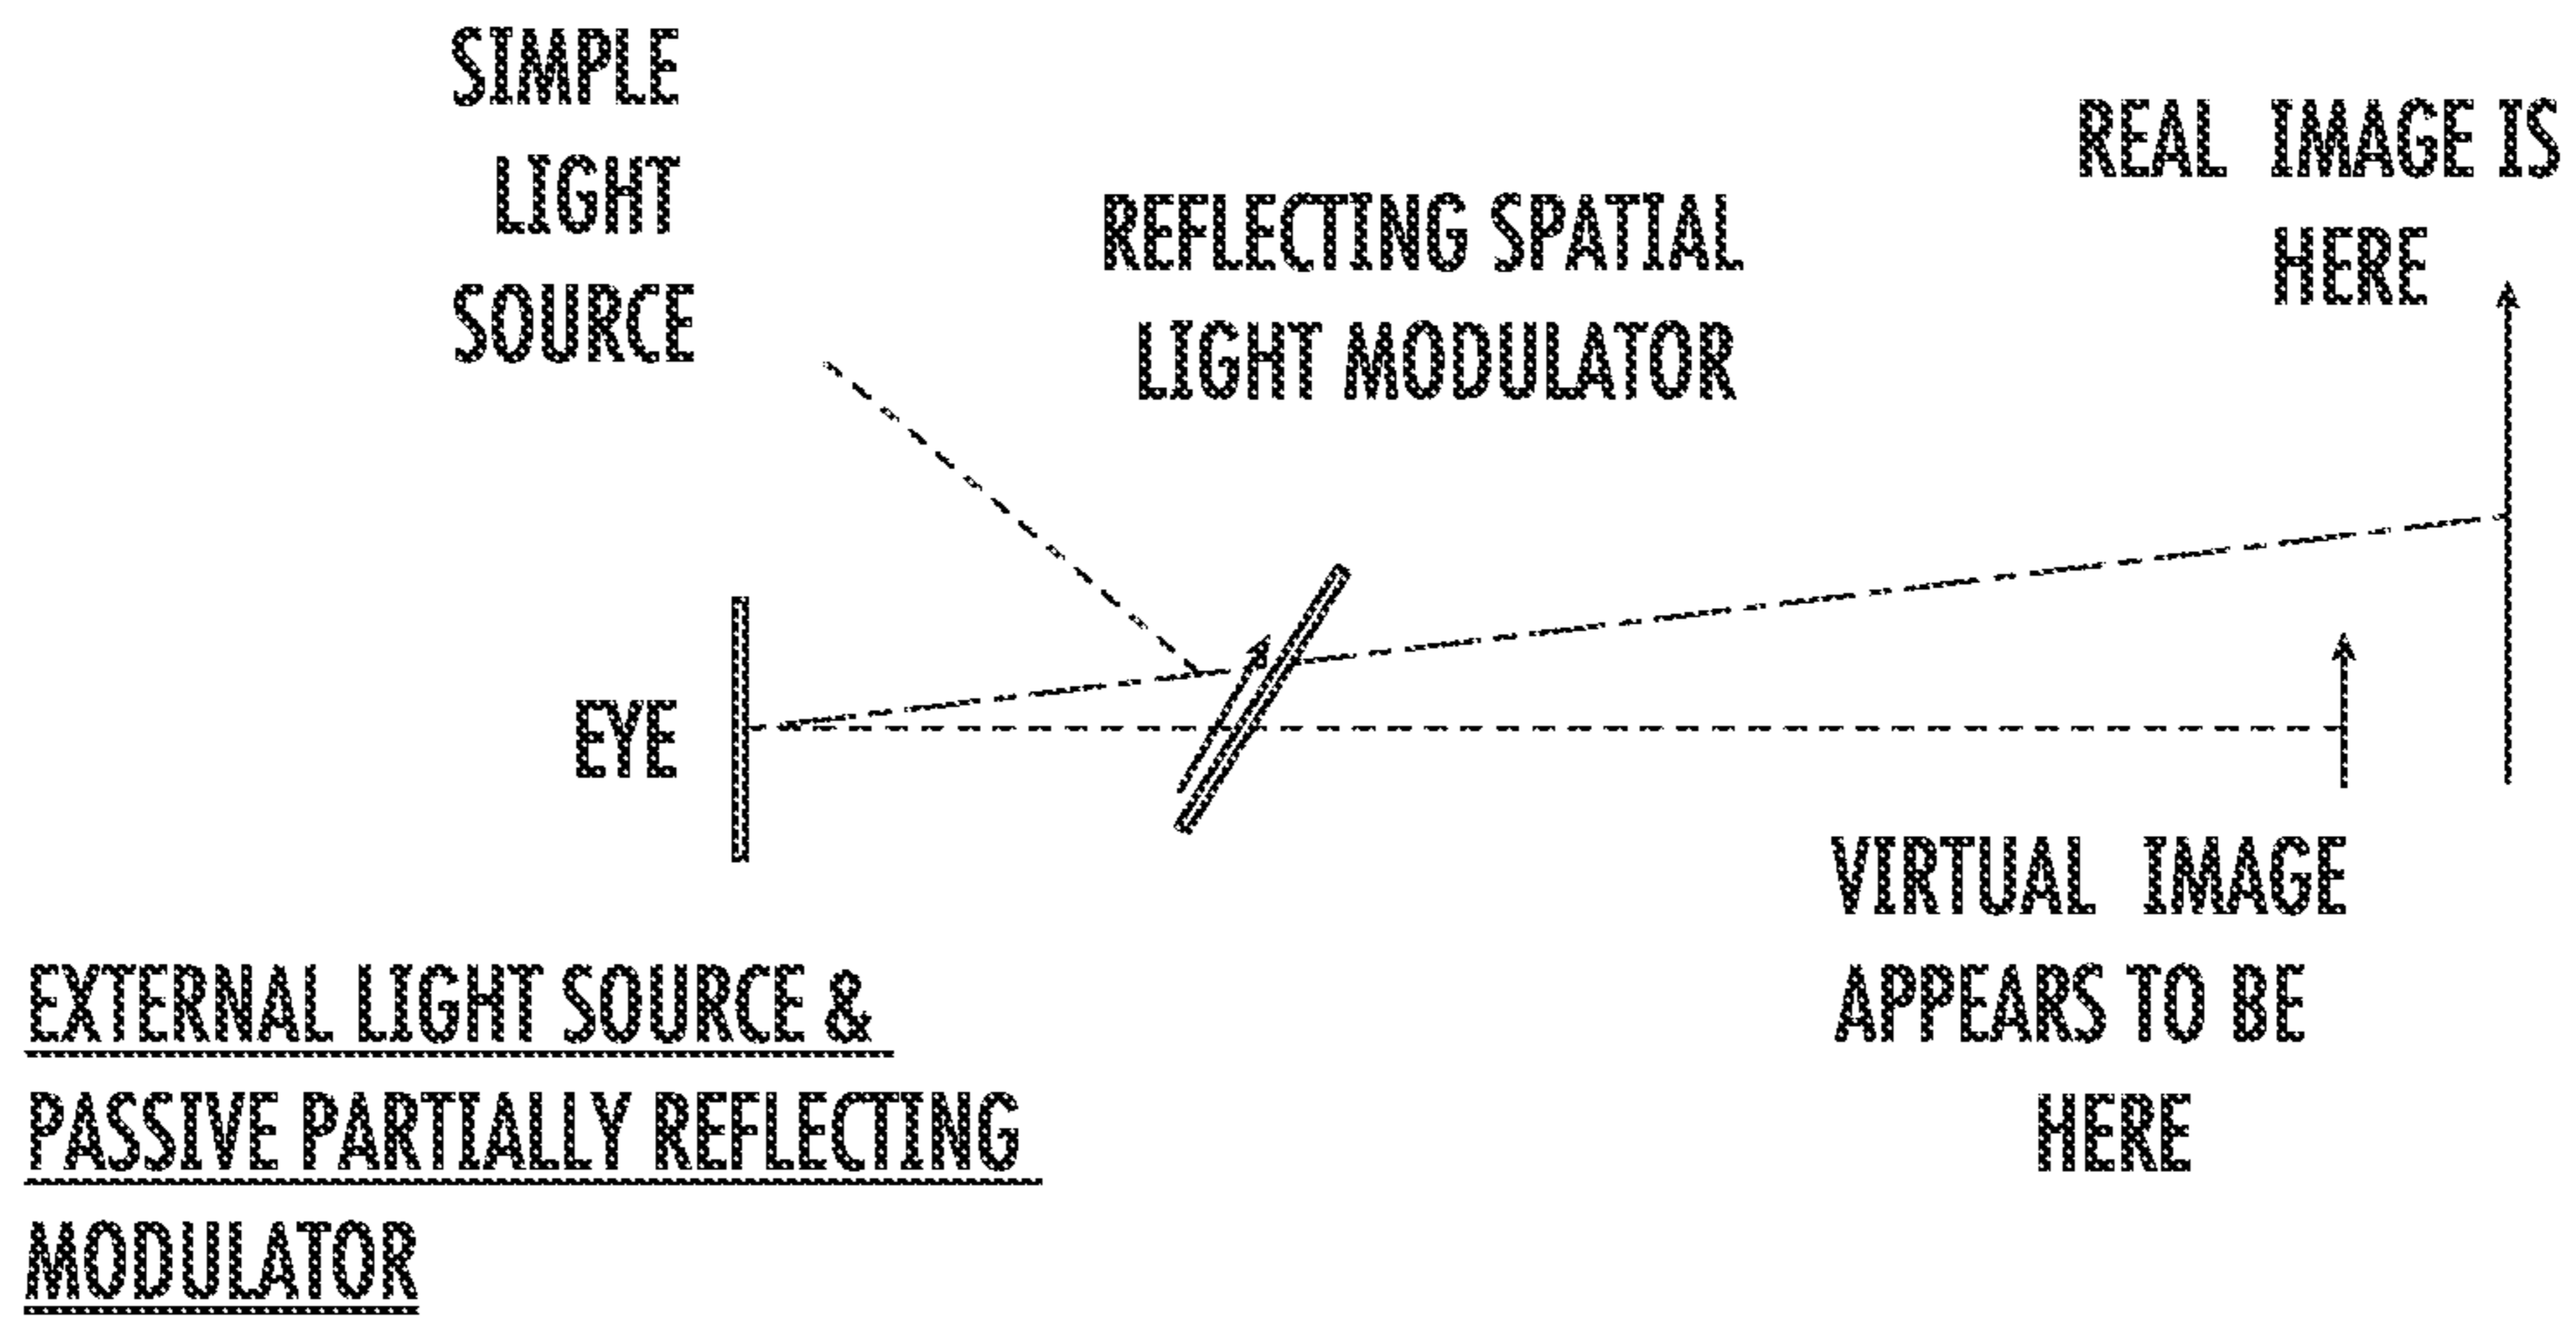 SIMPLE
LIGHT
SOURCE
REFLECTING SPATIAL
LIGHT MODULATOR
REAL IMAGE IS
HERE
EYE
VIRTUAL IMAGE
APPEARS TO BE
HERE
EXTERNAL LIGHT SOURCE &
PASSIVE PARTIALLY REFLECTING
MODULATOR